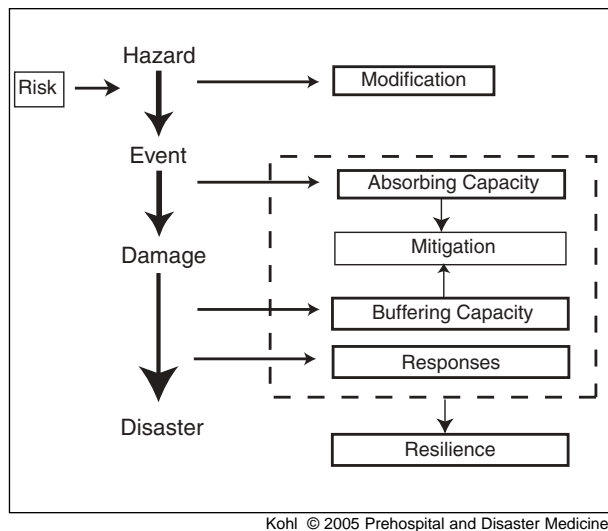 Hazard
Risk
Modification
Event
Absorbing Capacity
Mitigation
Damage
Buffering Capacity
Responses
Disaster
Resilience
Kohl © 2005 Prehospital and Disaster Medicine